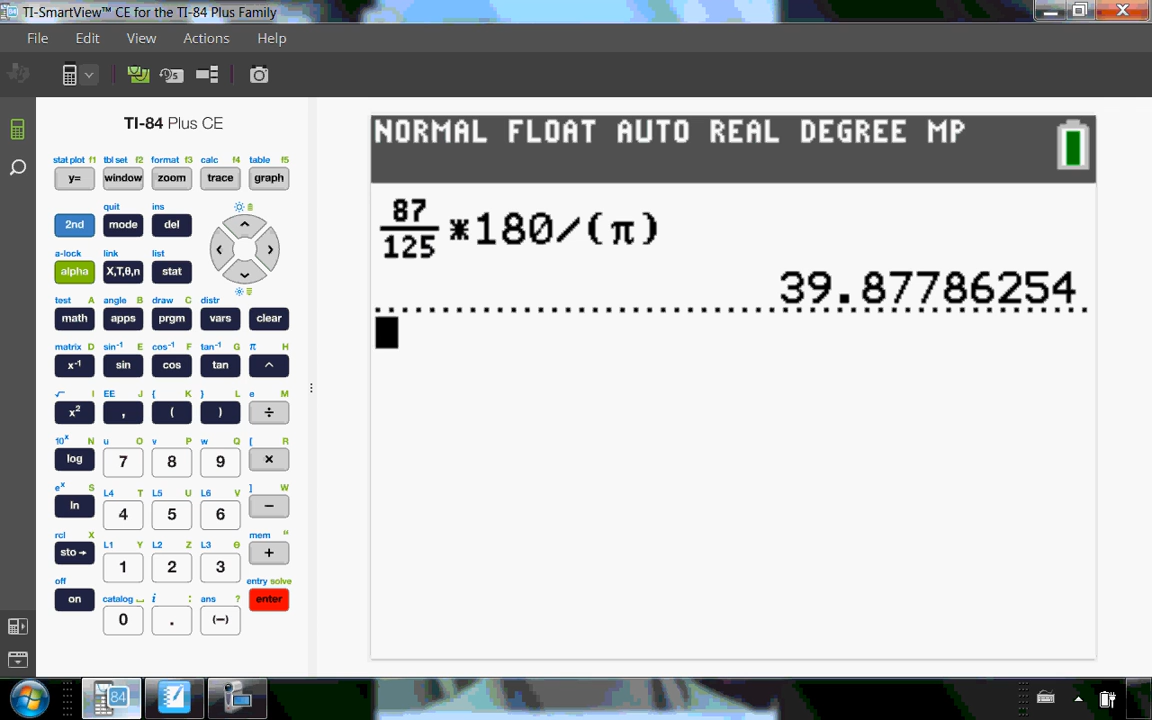 TI-SmartView™ CE for the TI-84 Plus Family
File Edit View Actions Help
TI-84 Plus CE
stat plot f1 tbl set f2 format f3 calc f4 table f5
y= window zoom trace graph
quit ins
2nd mode del
a-lock link list
alpha X,T,θ,n stat
test A angle B draw C distr
math apps prgm vars clear
matrix D sin⁻¹ E cos⁻¹ F tan⁻¹ G π H
x⁻¹ sin cos tan ^
√ I EE J { K } L e M
x² , ( ) ÷
10ˣ N u O v P w Q [ R
log 7 8 9 ×
eˣ S L4 T L5 U L6 V ] W
ln 4 5 6 −
rcl X L1 Y L2 Z L3 θ mem “
sto→ 1 2 3 +
off catalog ⎵ i : ans ? entry solve
on 0 . (−) enter
NORMAL FLOAT AUTO REAL DEGREE MP
87
125
*180/(π)
39.87786254
84